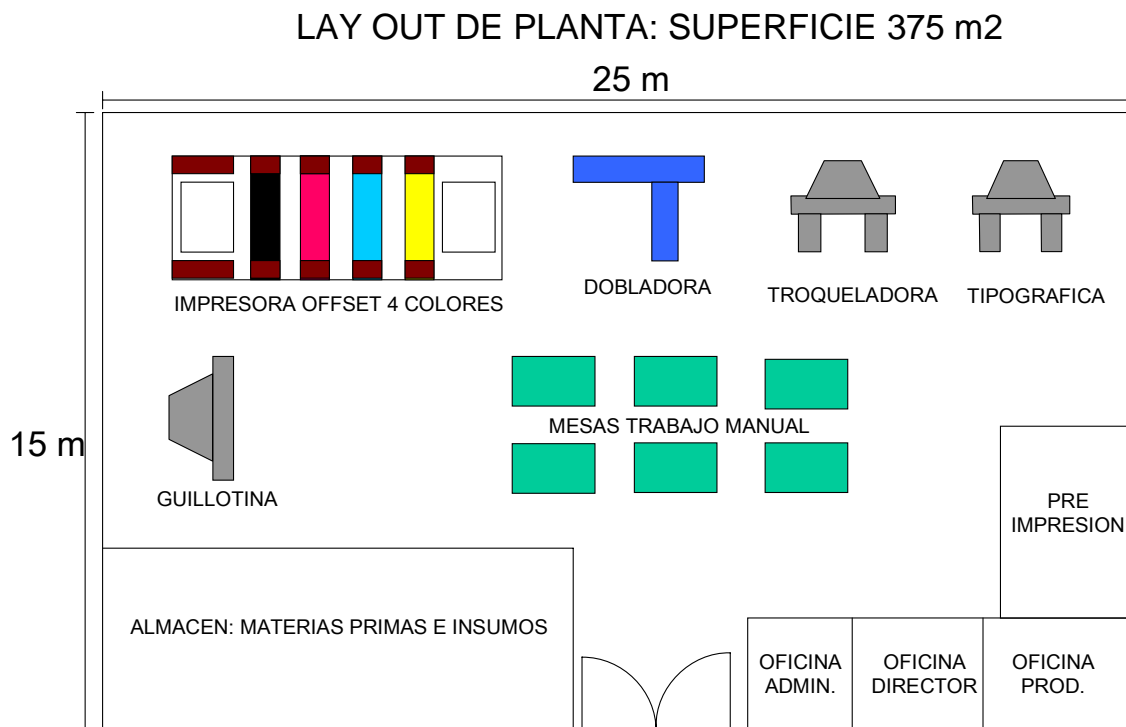 LAY OUT DE PLANTA: SUPERFICIE 375 m2
25 m
IMPRESORA OFFSET 4 COLORES
DOBLADORA
TROQUELADORA
TIPOGRAFICA
MESAS TRABAJO MANUAL
15 m
GUILLOTINA
PRE
IMPRESION
ALMACEN: MATERIAS PRIMAS E INSUMOS
OFICINA
ADMIN.
OFICINA
DIRECTOR
OFICINA
PROD.